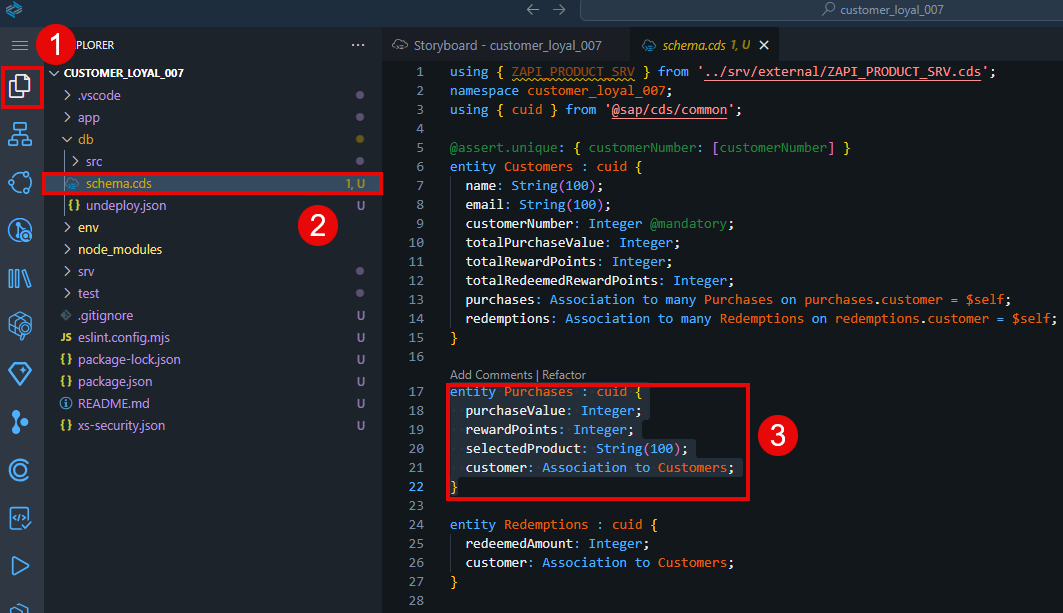 customer_loyal_007
1
EXPLORER
Storyboard - customer_loyal_007
schema.cds 1, U
CUSTOMER_LOYAL_007
.vscode
app
db
src
schema.cds 1, U
undeploy.json U
env
node_modules
srv
test
.gitignore U
JS eslint.config.mjs U
{} package-lock.json U
{} package.json U
README.md U
{} xs-security.json U
2
1 using { ZAPI_PRODUCT_SRV } from '../srv/external/ZAPI_PRODUCT_SRV.cds';
2 namespace customer_loyal_007;
3 using { cuid } from '@sap/cds/common';
4
5 @assert.unique: { customerNumber: [customerNumber] }
6 entity Customers : cuid {
7 name: String(100);
8 email: String(100);
9 customerNumber: Integer @mandatory;
10 totalPurchaseValue: Integer;
11 totalRewardPoints: Integer;
12 totalRedeemedRewardPoints: Integer;
13 purchases: Association to many Purchases on purchases.customer = $self;
14 redemptions: Association to many Redemptions on redemptions.customer = $self;
15 }
16
Add Comments | Refactor
17 entity Purchases : cuid {
18 purchaseValue: Integer;
19 rewardPoints: Integer;
20 selectedProduct: String(100);
21 customer: Association to Customers;
22 }
3
23
24 entity Redemptions : cuid {
25 redeemedAmount: Integer;
26 customer: Association to Customers;
27 }
28